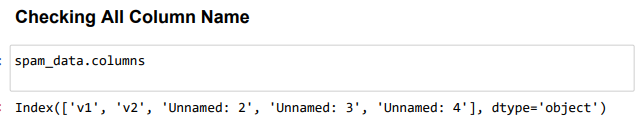 Checking All Column Name
spam_data.columns
Index(['v1', 'v2', 'Unnamed: 2', 'Unnamed: 3', 'Unnamed: 4'], dtype='object')